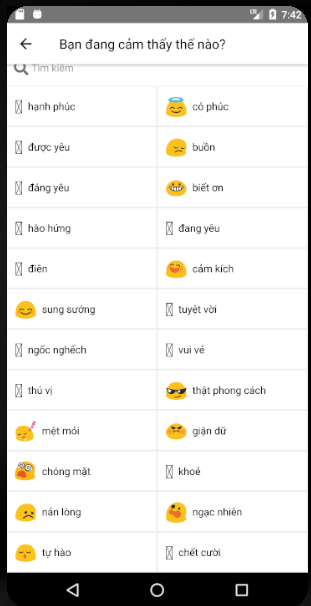 LTE 7:42
Bạn đang cảm thấy thế nào?
Tìm kiếm
hạnh phúc
có phúc
được yêu
buồn
đáng yêu
biết ơn
hào hứng
đang yêu
điên
cảm kích
sung sướng
tuyệt vời
ngốc nghếch
vui vẻ
thú vị
thật phong cách
mệt mỏi
giận dữ
chóng mặt
khoẻ
nản lòng
ngạc nhiên
tự hào
chết cười